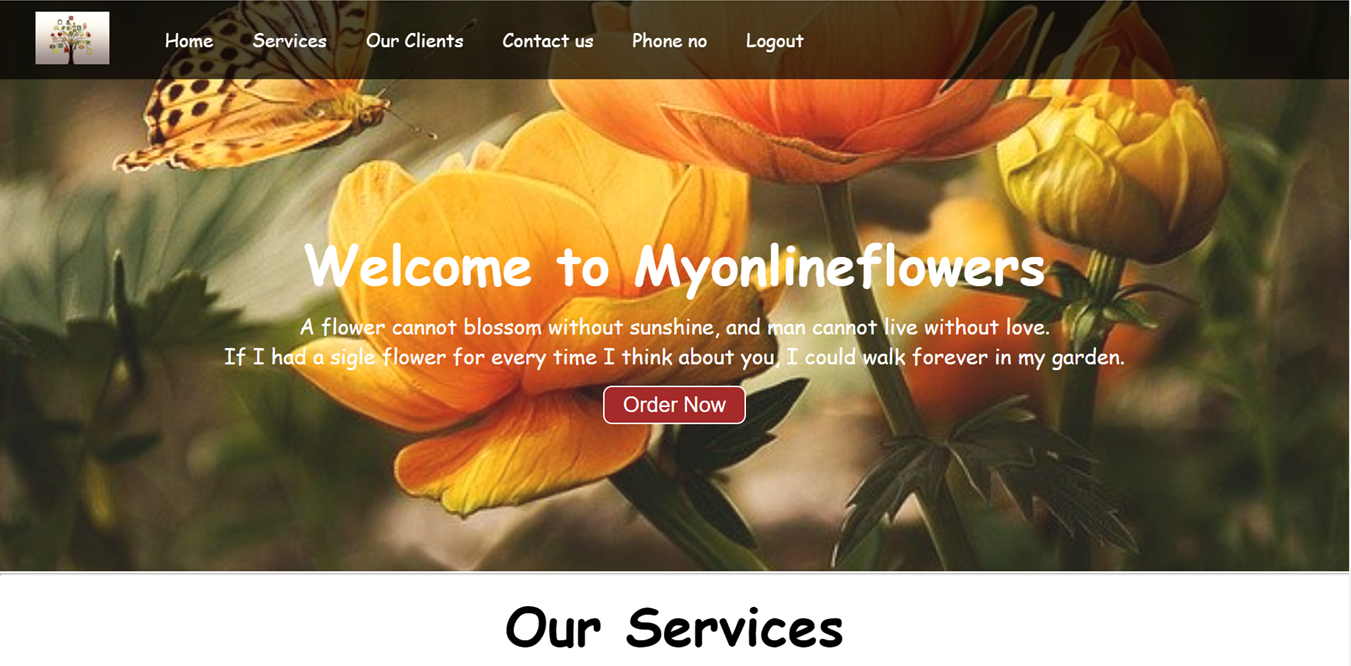 Home Services Our Clients Contact us Phone no Logout
Welcome to Myonlineflowers
A flower cannot blossom without sunshine, and man cannot live without love.
If I had a sigle flower for every time I think about you, I could walk forever in my garden.
Order Now
Our Services